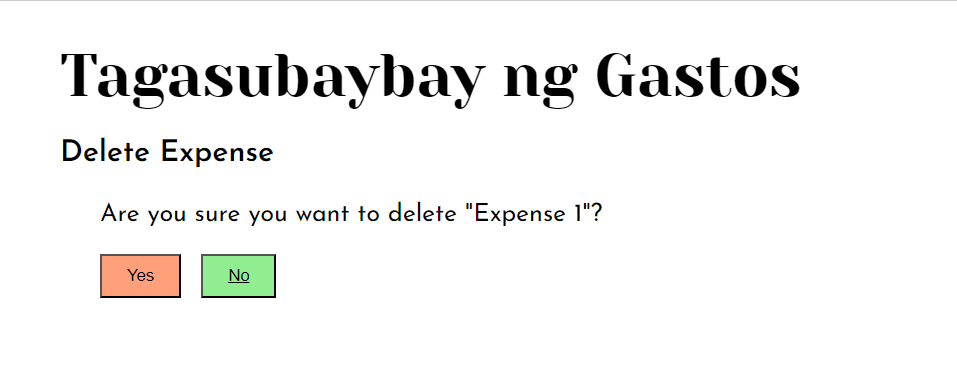 Tagasubaybay ng Gastos
Delete Expense
Are you sure you want to delete "Expense 1"?
Yes No